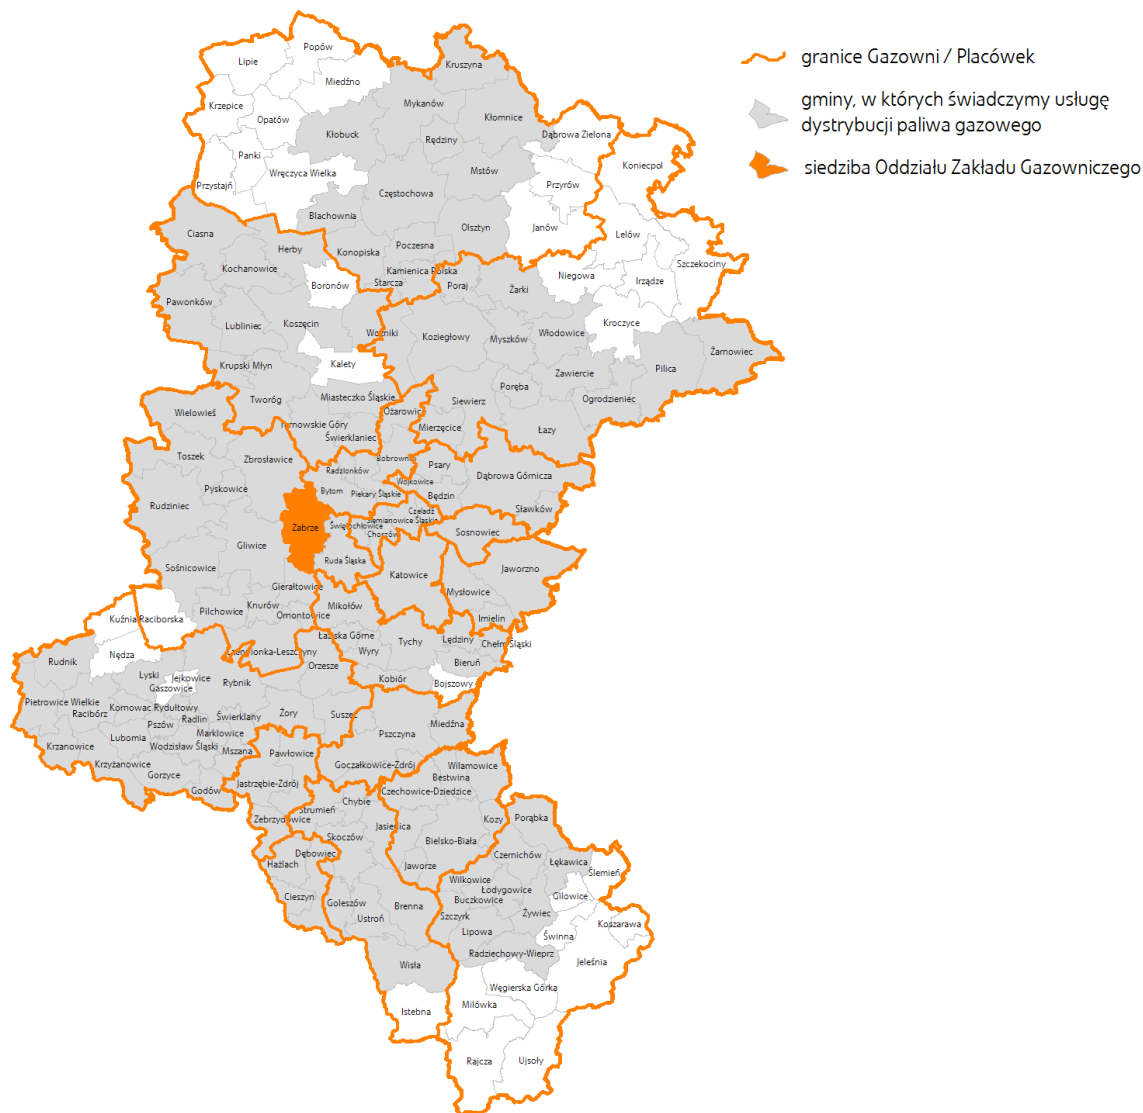 granice Gazowni / Placówek
gminy, w których świadczymy usługę
dystrybucji paliwa gazowego
siedziba Oddziału Zakładu Gazowniczego
Popów
Lipie
Kruszyna
Miedźno
Krzepice
Mykanów
Opatów
Kłomnice
Kłobuck
Dąbrowa Zielona
Rędziny
Panki
Koniecpol
Wręczyca Wielka
Mstów
Przystajń
Przyrów
Częstochowa
Blachownia
Olsztyn
Janów
Ciasna
Lelów
Herby
Konopiska
Poczesna
Szczekociny
Kochanowice
Kamienica Polska
Niegowa
Irządze
Boronów
Starcza
Poraj
Żarki
Pawonków
Lubliniec
Koszęcin
Woźniki
Koziegłowy
Myszków
Włodowice
Kroczyce
Żarnowiec
Krupski Młyn
Kalety
Zawiercie
Pilica
Poręba
Tworóg
Miasteczko Śląskie
Siewierz
Ogrodzieniec
Wielowieś
Ożarowic
Mierzęcice
Łazy
Świerklaniec
Toszek
Zbrosławice
Radzionków
Psary
Dąbrowa Górnicza
Wojkowice
Pyskowice
Bytom
Piekary Śląskie
Będzin
Rudziniec
Czeladź
Sławków
Zabrze
Chorzów
Sosnowiec
Gliwice
Ruda Śląska
Sośnicowice
Katowice
Jaworzno
Gierałtowice
Mysłowice
Knurów
Mikołów
Pilchowice
Imielin
Kuźnia Raciborska
Łaziska Górne
Tychy
Lędziny
Chełm Śląski
Wyry
Nędza
Rudnik
Orzesze
Bieruń
Lyski
Jejkowice
Rybnik
Kobiór
Bojszowy
Gaszowice
Pietrowice Wielkie
Kornowac
Rydułtowy
Racibórz
Radlin
Świerklany
Żory
Suszec
Pszów
Miedźna
Marklowice
Pszczyna
Lubomia
Krzanowice
Wodzisław Śląski
Mszana
Pawłowice
Krzyżanowice
Goczałkowice-Zdrój
Wilamowice
Gorzyce
Bestwina
Jastrzębie-Zdrój
Godów
Czechowice-Dziedzice
Chybie
Strumień
Kozy
Porąbka
Skoczów
Bielsko-Biała
Dębowiec
Czernichów
Hażlach
Jaworze
Łękawica
Ślemień
Wilkowice
Cieszyn
Łodygowice
Gilowice
Goleszów
Brenna
Buczkowice
Ustroń
Szczyrk
Żywiec
Koszarawa
Lipowa
Świnna
Radziechowy-Wieprz
Wisła
Jeleśnia
Węgierska Górka
Istebna
Milówka
Rajcza
Ujsoły